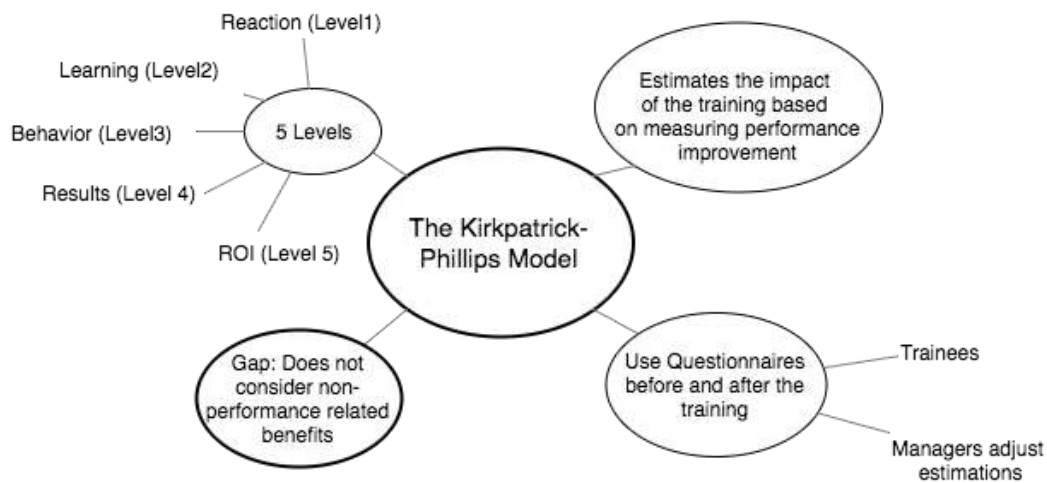 Reaction (Level1)
Learning (Level2)
Behavior (Level3)
Results (Level 4)
ROI (Level 5)
5 Levels
Estimates the impact
of the training based
on measuring performance
improvement
The Kirkpatrick-
Phillips Model
Gap: Does not
consider non-
performance related
benefits
Use Questionnaires
before and after the
training
Trainees
Managers adjust
estimations